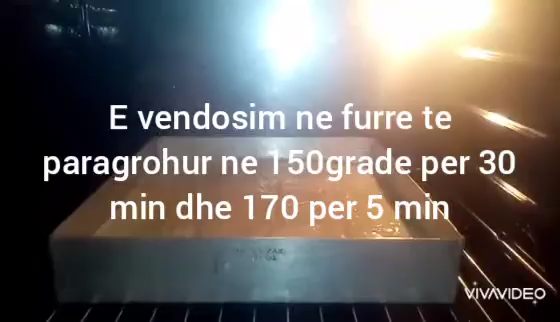 E vendosim ne furre te
paragrohur ne 150grade per 30
min dhe 170 per 5 min
VIVAVIDEO